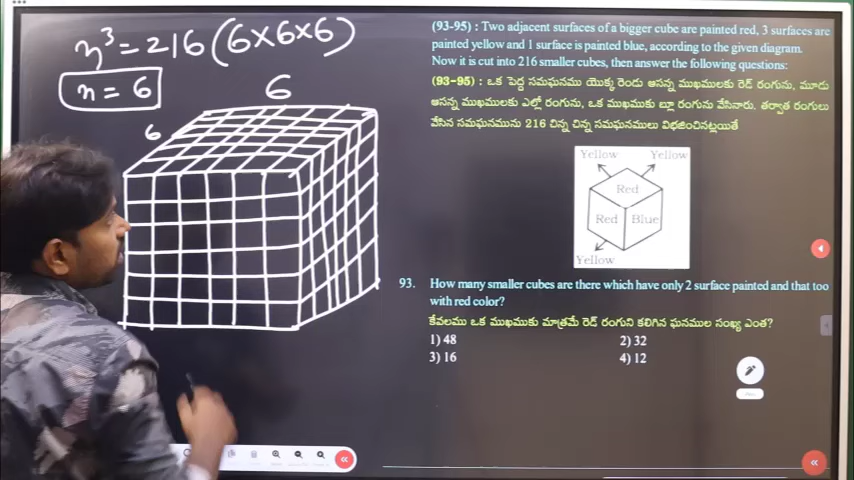 n³ = 216 (6×6×6)
n = 6
6
6
(93-95) : Two adjacent surfaces of a bigger cube are painted red, 3 surfaces are
painted yellow and 1 surface is painted blue, according to the given diagram.
Now it is cut into 216 smaller cubes, then answer the following questions:
(93-95) : ఒక పెద్ద సమఘనము యొక్క రెండు ఆసన్న ముఖములకు రెడ్ రంగును, మూడు
ఆసన్న ముఖములకు ఎల్లో రంగును, ఒక ముఖముకు బ్లూ రంగును వేసినారు. తర్వాత రంగులు
వేసిన సమఘనమును 216 చిన్న చిన్న సమఘనములు విభజించినట్లయితే
Yellow Yellow
Red
Red Blue
Yellow
93. How many smaller cubes are there which have only 2 surface painted and that too
with red color?
కేవలము ఒక ముఖముకు మాత్రమే రెడ్ రంగుని కలిగిన ఘనముల సంఖ్య ఎంత?
1) 48 2) 32
3) 16 4) 12